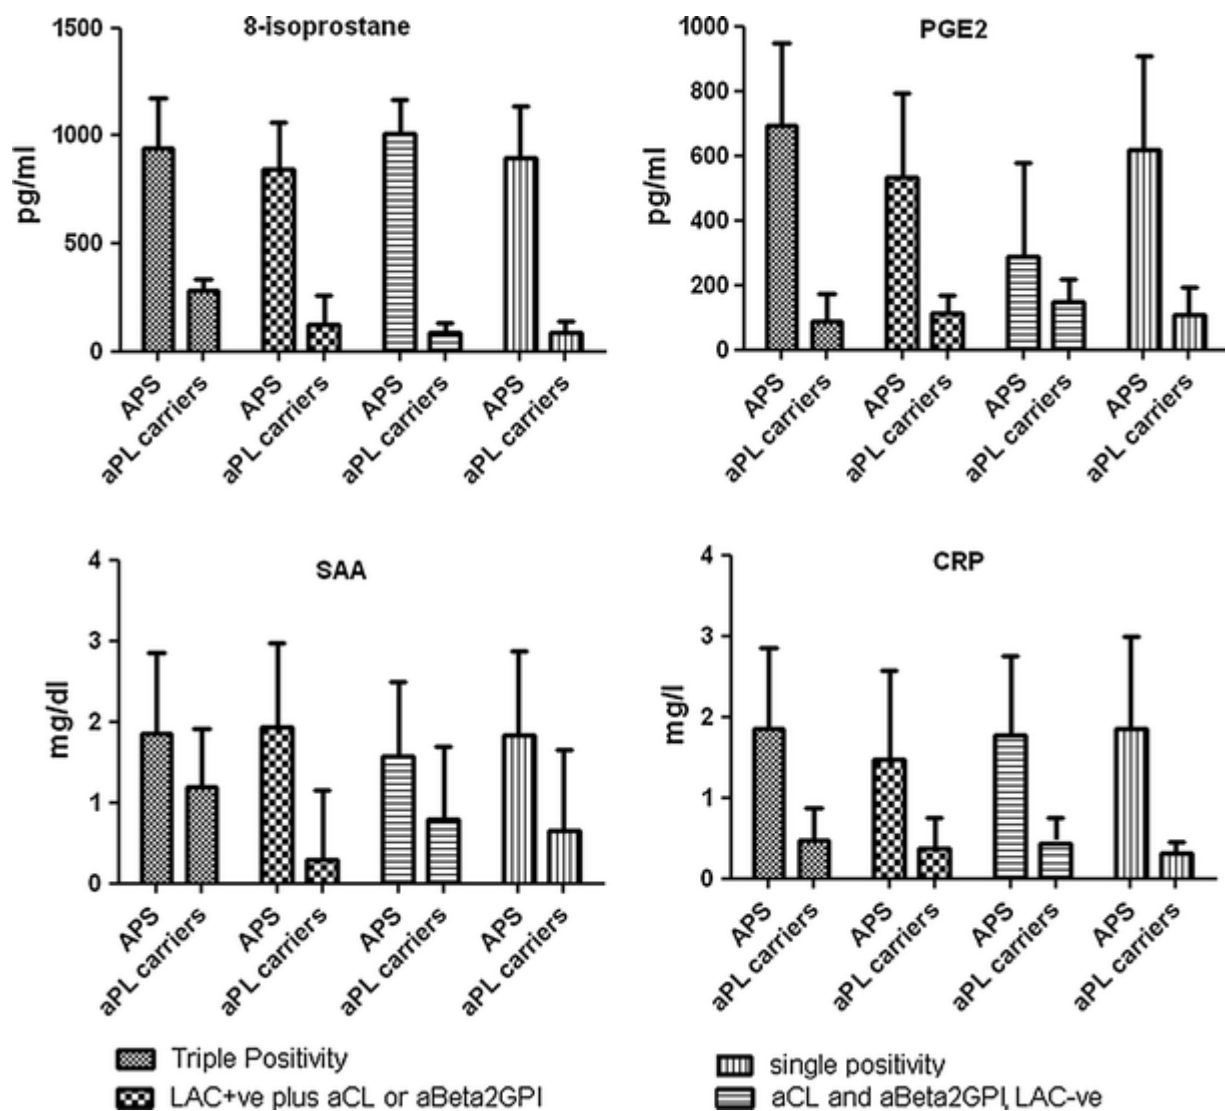 8-isoprostane
pg/ml
1500
1000
500
0
APS
aPL carriers
APS
aPL carriers
APS
aPL carriers
APS
aPL carriers
PGE2
pg/ml
1000
800
600
400
200
0
APS
aPL carriers
APS
aPL carriers
APS
aPL carriers
APS
aPL carriers
SAA
mg/dl
4
3
2
1
0
APS
aPL carriers
APS
aPL carriers
APS
aPL carriers
APS
aPL carriers
CRP
mg/l
4
3
2
1
0
APS
aPL carriers
APS
aPL carriers
APS
aPL carriers
APS
aPL carriers
Triple Positivity
LAC+ve plus aCL or aBeta2GPI
single positivity
aCL and aBeta2GPI, LAC-ve